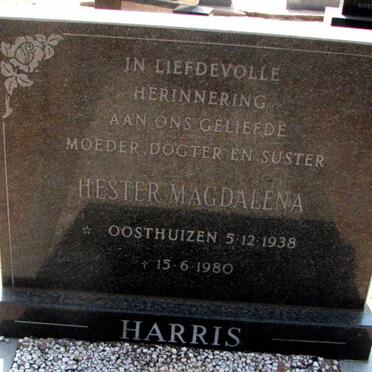 IN LIEFDEVOLLE
HERINNERING
AAN ONS GELIEFDE
MOEDER, DOGTER EN SUSTER
HESTER MAGDALENA
☆ OOSTHUIZEN 5·12·1938
† 15·6·1980
HARRIS